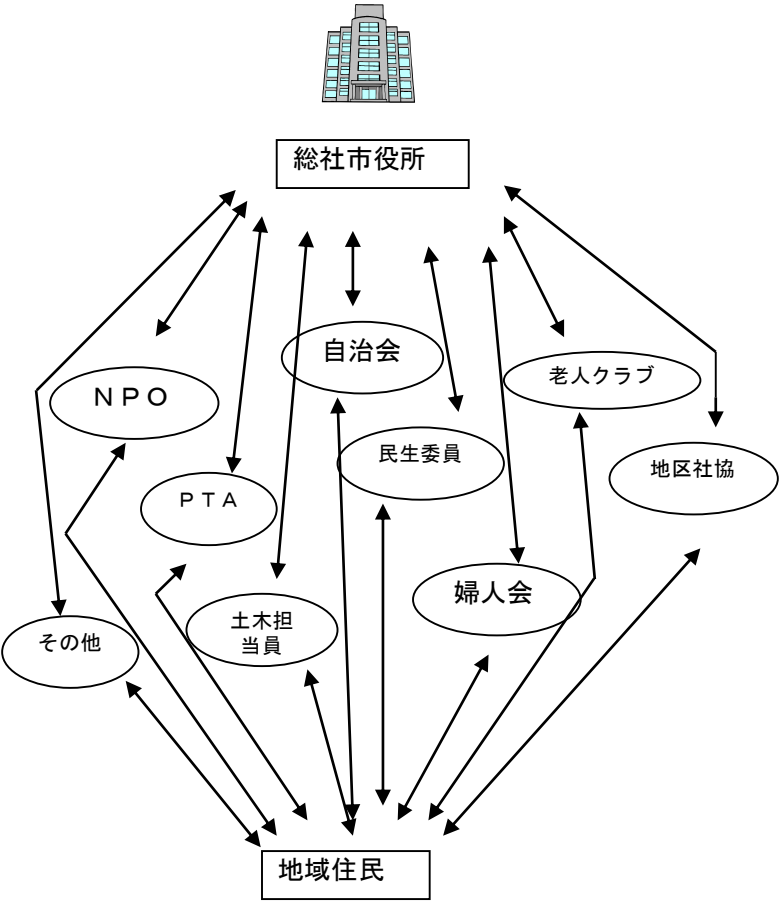 総社市役所
自治会
老人クラブ
ＮＰＯ
民生委員
地区社協
ＰＴＡ
婦人会
土木担
当員
その他
地域住民